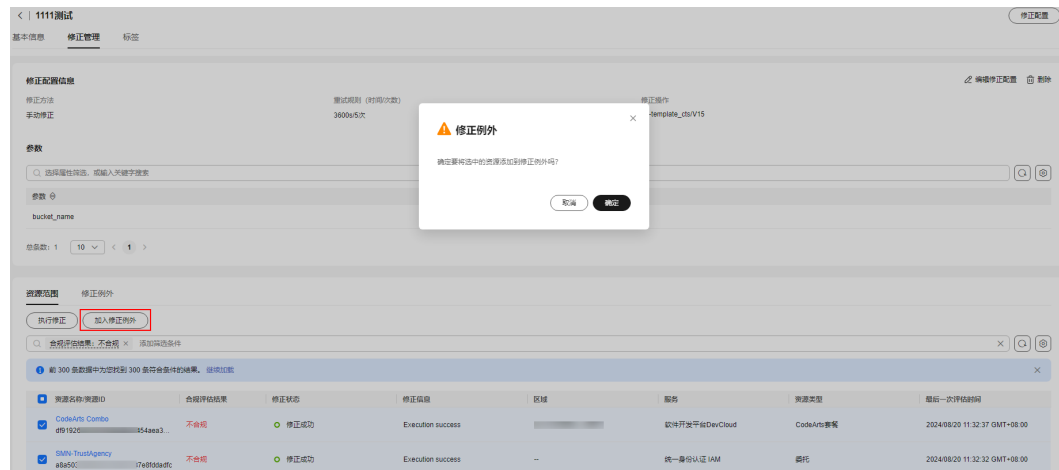 1111测试
修正配置
基本信息 修正管理 标签
修正配置信息
编辑修正配置 删除
修正方法 重试规则（时间/次数） 修正操作
手动修正 3600s/5次 -template_cts/V15
修正例外
确定要将选中的资源添加到修正例外吗？
取消 确定
参数
选择属性筛选，或输入关键字搜索
参数
bucket_name
总条数：1 10 < 1 >
资源范围 修正例外
执行修正 加入修正例外
合规评估结果：不合规 × 添加筛选条件
前 300 条数据中为您找到 300 条符合条件的结果。 继续加载
资源名称/资源ID 合规评估结果 修正状态 修正信息 区域 服务 资源类型 最后一次评估时间
CodeArts Combo
df91926 454aea3... 不合规 修正成功 Execution success 软件开发平台DevCloud CodeArts套餐 2024/08/20 11:32:37 GMT+08:00
SMN-TrustAgency
a8a50 7e8fddadfc 不合规 修正成功 Execution success -- 统一身份认证 IAM 委托 2024/08/20 11:32:32 GMT+08:00